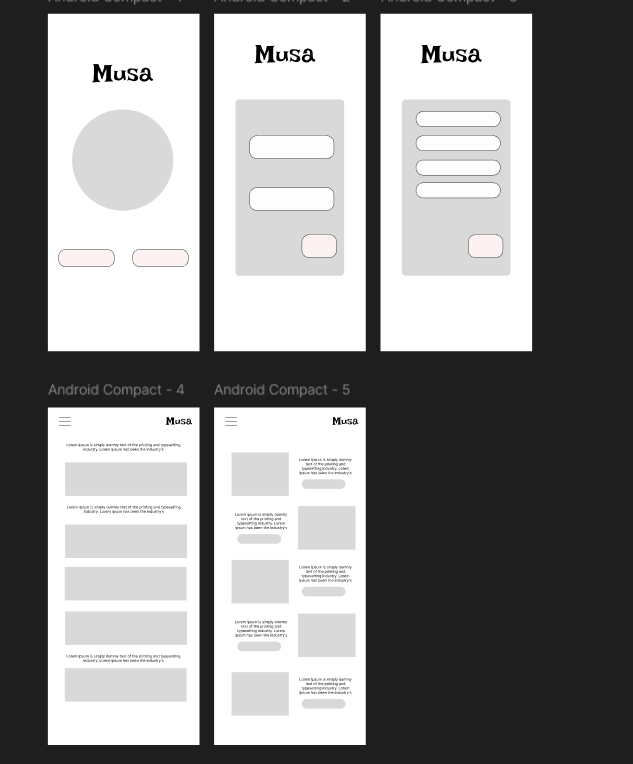 Android Compact - 1
Android Compact - 2
Android Compact - 3
Musa
Musa
Musa
Android Compact - 4
Android Compact - 5
Musa
Lorem Ipsum is simply dummy text of the printing and typesetting
industry. Lorem Ipsum has been the industry's
Lorem Ipsum is simply dummy text of the printing and typesetting
industry. Lorem Ipsum has been the industry's
Lorem Ipsum is simply dummy text of the printing and typesetting
industry. Lorem Ipsum has been the industry's
Musa
Lorem Ipsum is simply dummy
text of the printing and
typesetting industry. Lorem
Ipsum has been the industry's
Lorem Ipsum is simply dummy
text of the printing and
typesetting industry. Lorem
Ipsum has been the industry's
Lorem Ipsum is simply dummy
text of the printing and
typesetting industry. Lorem
Ipsum has been the industry's
Lorem Ipsum is simply dummy
text of the printing and
typesetting industry. Lorem
Ipsum has been the industry's
Lorem Ipsum is simply dummy
text of the printing and
typesetting industry. Lorem
Ipsum has been the industry's